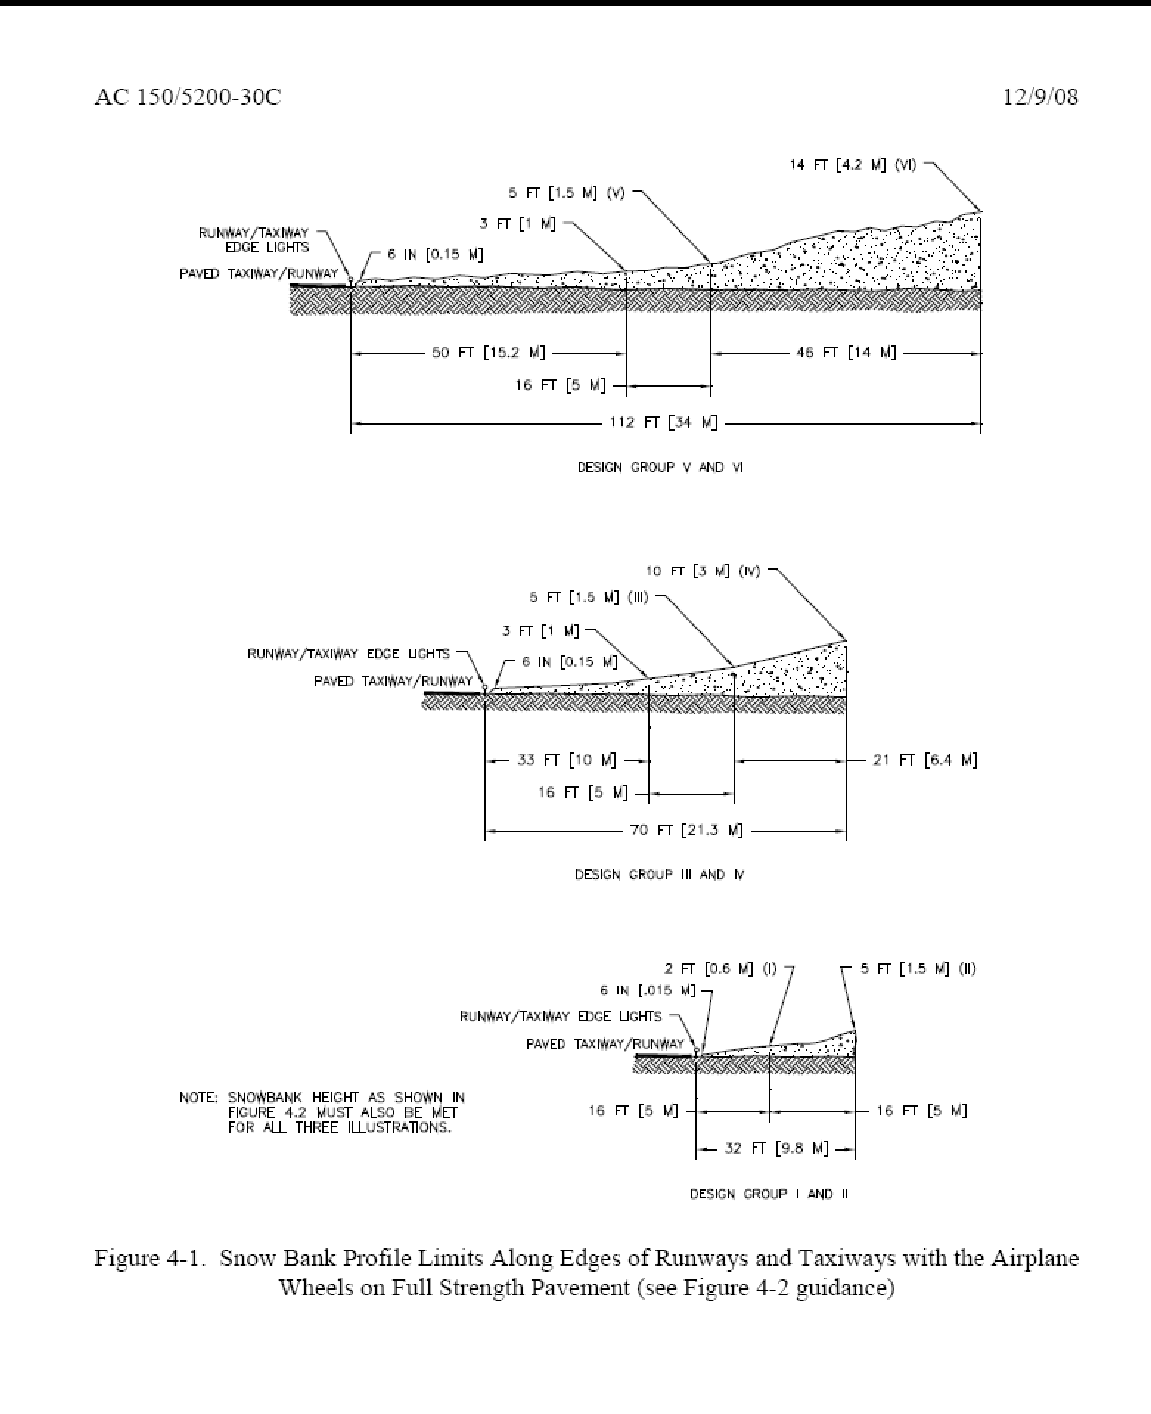 AC 150/5200-30C
12/9/08
14 FT [4.2 M] (VI)
5 FT [1.5 M] (V)
3 FT [1 M]
RUNWAY/TAXIWAY
EDGE LIGHTS
6 IN [0.15 M]
PAVED TAXIWAY/RUNWAY
50 FT [15.2 M]
46 FT [14 M]
16 FT [5 M]
112 FT [34 M]
DESIGN GROUP V AND VI
10 FT [3 M] (IV)
5 FT [1.5 M] (III)
3 FT [1 M]
RUNWAY/TAXIWAY EDGE LIGHTS
6 IN [0.15 M]
PAVED TAXIWAY/RUNWAY
33 FT [10 M]
21 FT [6.4 M]
16 FT [5 M]
70 FT [21.3 M]
DESIGN GROUP III AND IV
2 FT [0.6 M] (I)
5 FT [1.5 M] (II)
6 IN [.015 M]
RUNWAY/TAXIWAY EDGE LIGHTS
PAVED TAXIWAY/RUNWAY
NOTE: SNOWBANK HEIGHT AS SHOWN IN
FIGURE 4.2 MUST ALSO BE MET
FOR ALL THREE ILLUSTRATIONS.
16 FT [5 M]
16 FT [5 M]
32 FT [9.8 M]
DESIGN GROUP I AND II
Figure 4-1. Snow Bank Profile Limits Along Edges of Runways and Taxiways with the Airplane
Wheels on Full Strength Pavement (see Figure 4-2 guidance)